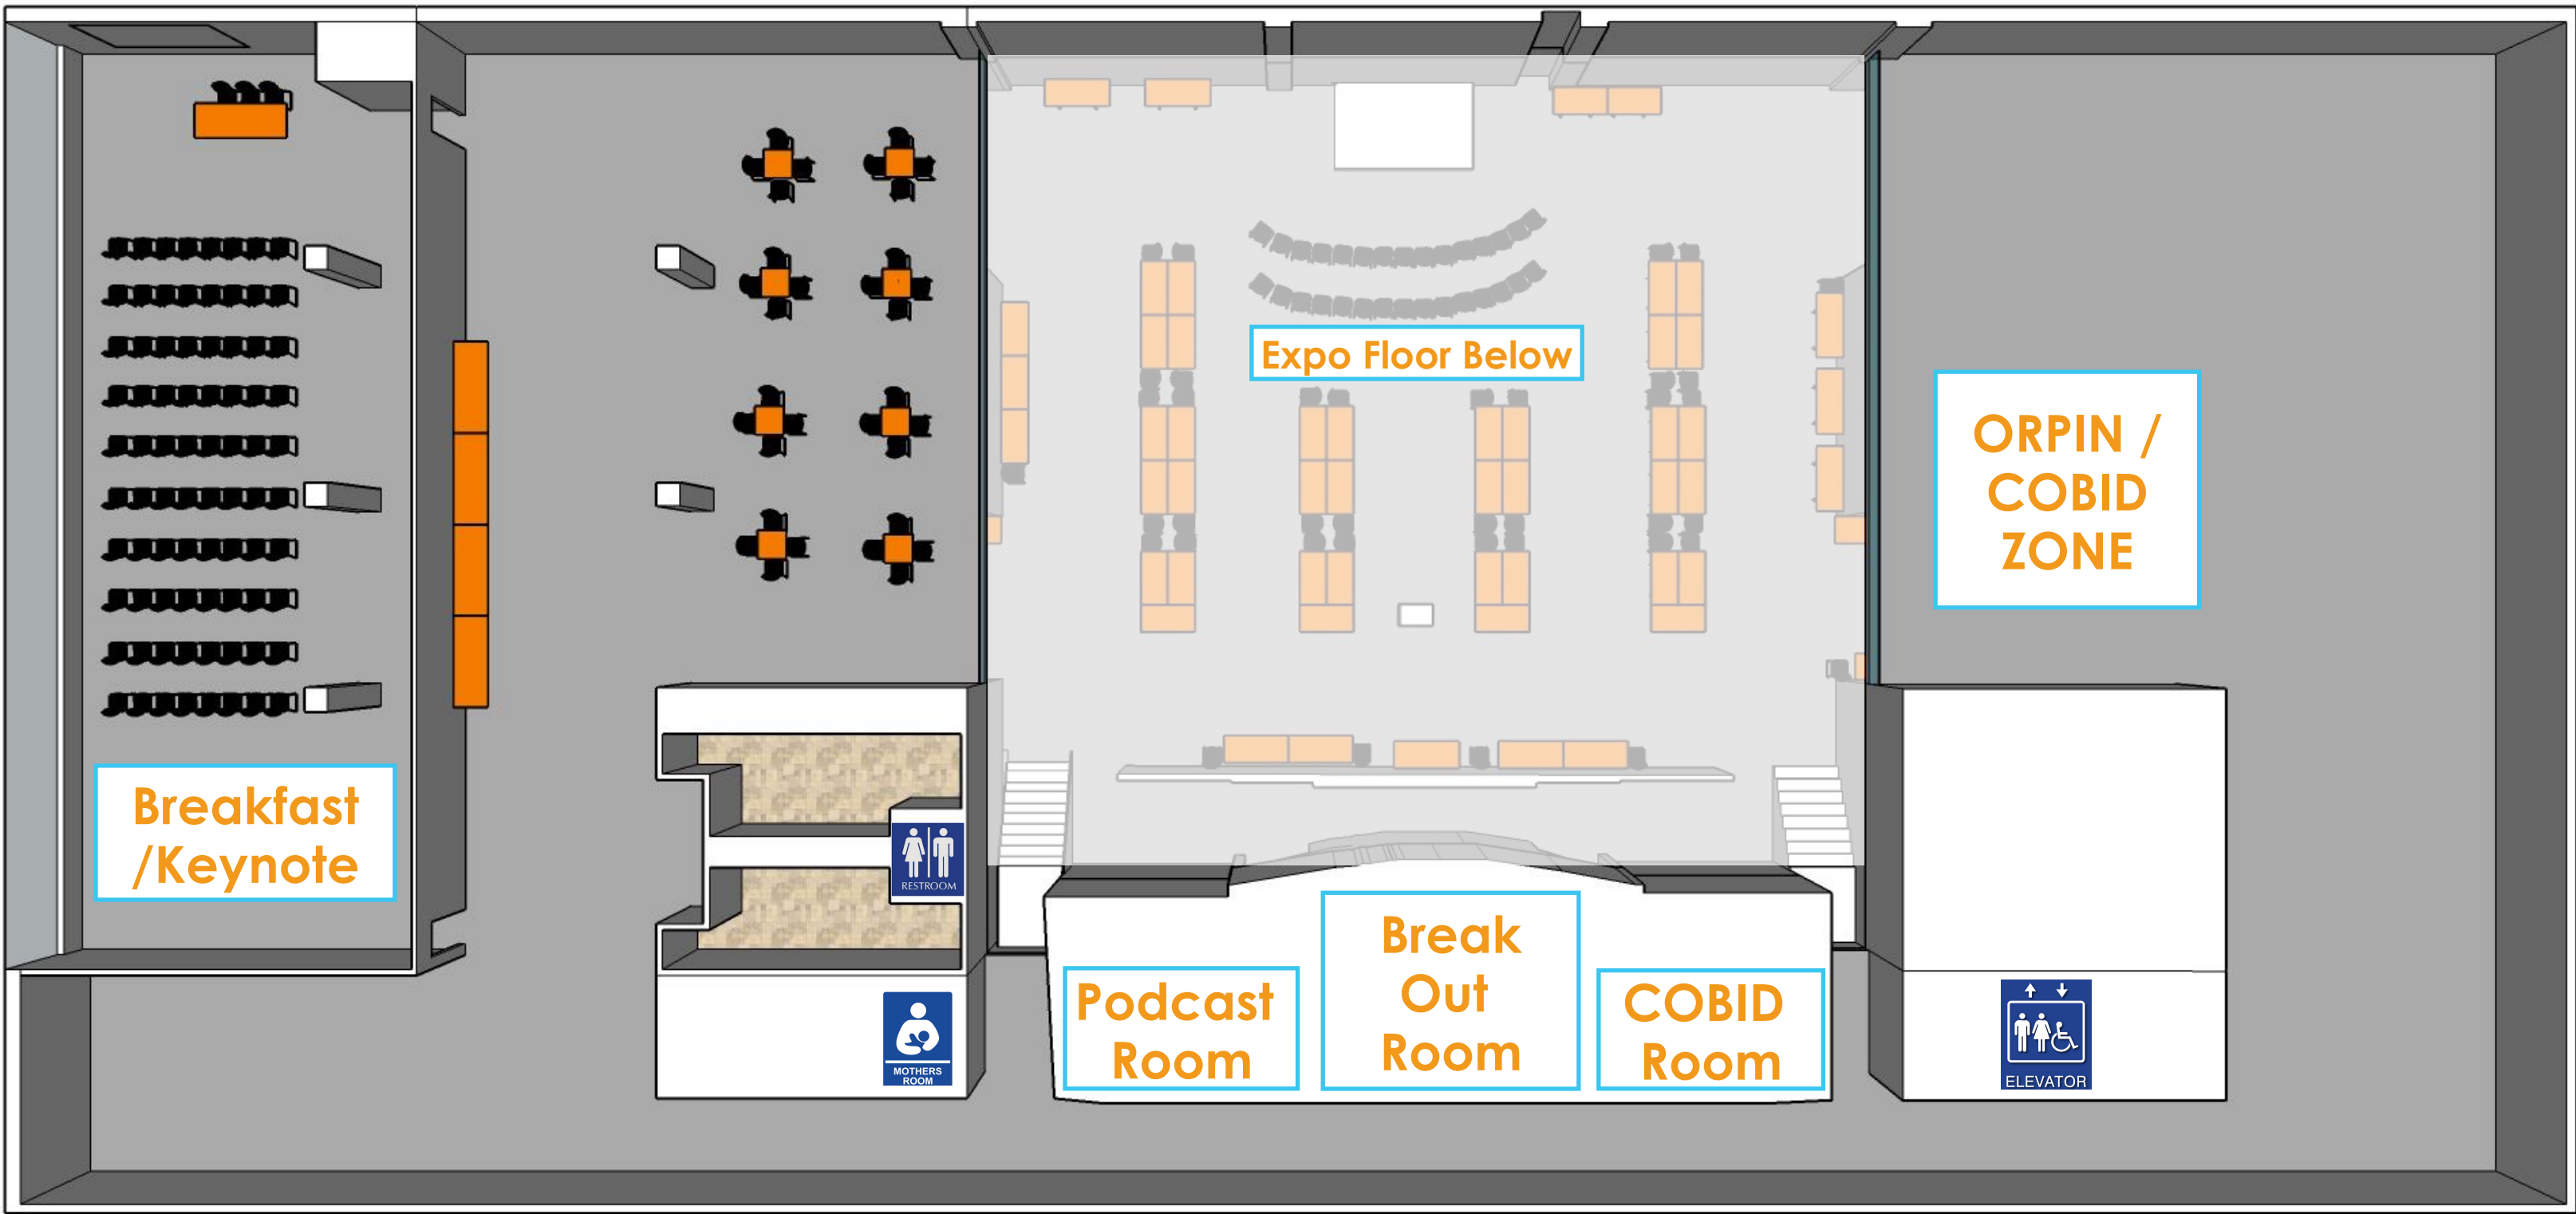 Expo Floor Below
ORPIN /
COBID
ZONE
Breakfast
/Keynote
RESTROOM
Podcast
Room
Break
Out
Room
COBID
Room
MOTHERS
ROOM
ELEVATOR